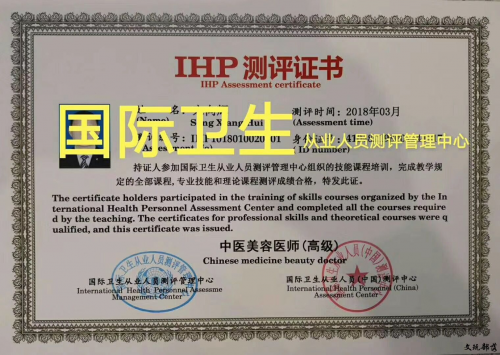 IHP 测评证书
IHP Assessment certificate
测评时间：2018年03月
(Assessment time)
国际卫生 从业人员测评管理中心
ID number)
持证人参加国际卫生从业人员测评管理中心组织的技能课程培训，完成教学规
定的全部课程,专业技能和理论课程测评成绩合格，特发此证。
The certificate holders participated in the training of skills courses organized by the In
ternational Health Personnel Assessment Center and completed all the courses require
d by the teaching. The certificates for professional skills and theoretical courses were q
ualified, and this certificate was issued.
中医美容医师(高级)
Chinese medicine beauty doctor
国际卫生从业人员测评管理中心
International Health Personnel Assessme
Management Center
国际卫生从业人员(中国)测评中心
International Health Personnel (China)
Assessment Center